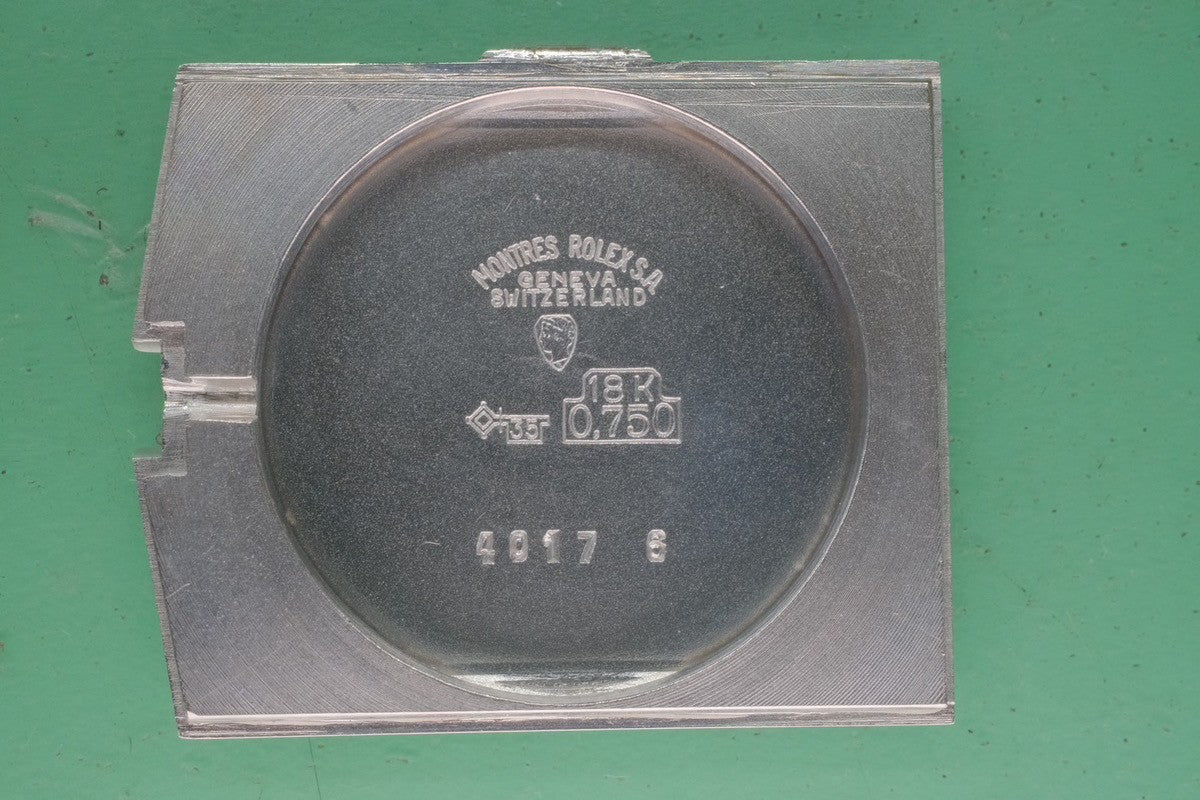 MONTRES ROLEX S.A
GENEVA
SWITZERLAND
18 K
35 0,750
4017 6